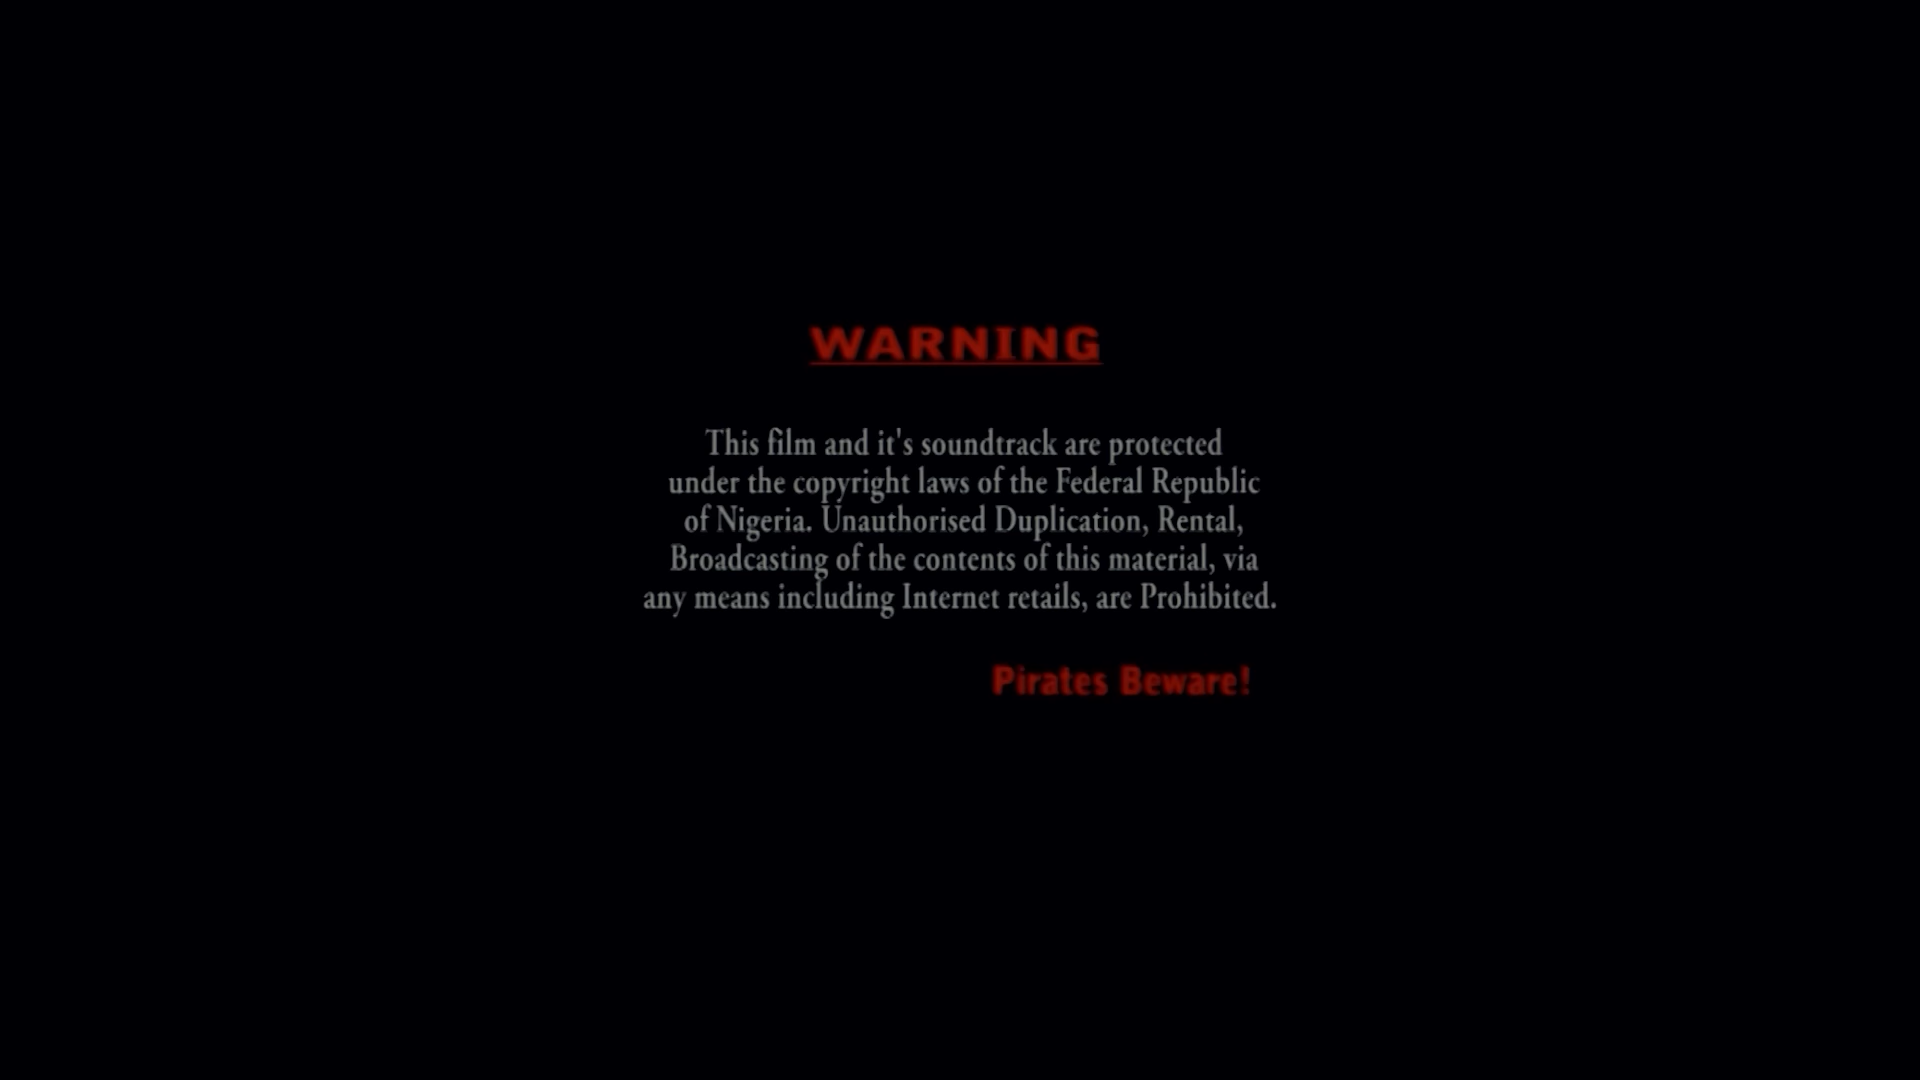 WARNING
This film and it's soundtrack are protected
under the copyright laws of the Federal Republic
of Nigeria. Unauthorised Duplication, Rental,
Broadcasting of the contents of this material, via
any means including Internet retails, are Prohibited.
Pirates Beware!